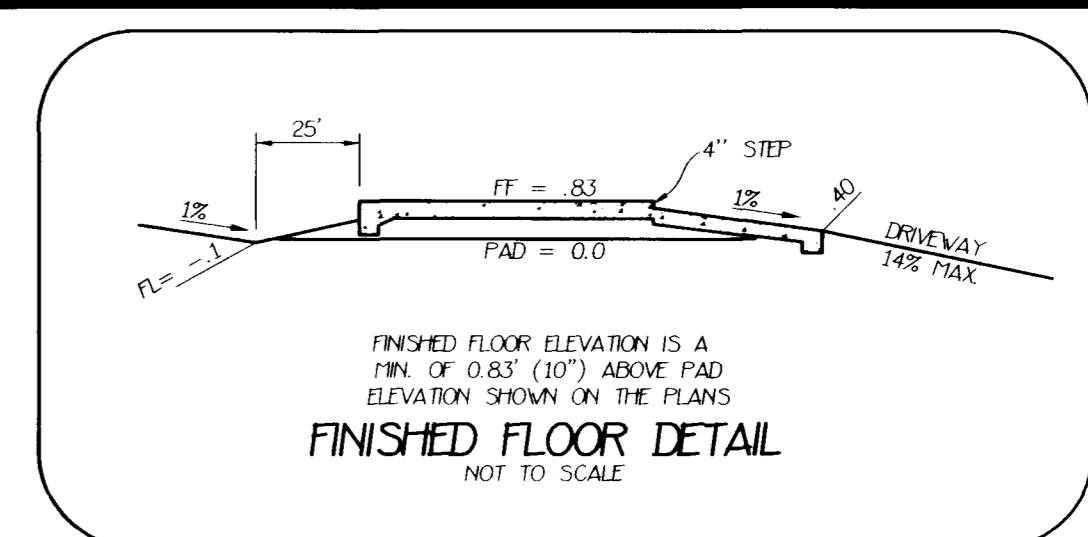 25'
4" STEP
1%
FF = .83
1%
.40
FL= -.1
PAD = 0.0
DRIVEWAY
14% MAX.
FINISHED FLOOR ELEVATION IS A
MIN. OF 0.83' (10") ABOVE PAD
ELEVATION SHOWN ON THE PLANS
FINISHED FLOOR DETAIL
NOT TO SCALE